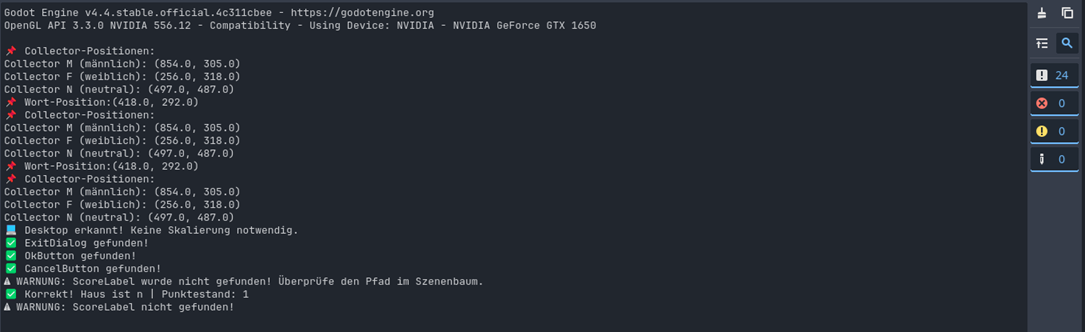 Godot Engine v4.4.stable.official.4c311cbee - https://godotengine.org
OpenGL API 3.3.0 NVIDIA 556.12 - Compatibility - Using Device: NVIDIA - NVIDIA GeForce GTX 1650
📌 Collector-Positionen:
Collector M (männlich): (854.0, 305.0)
Collector F (weiblich): (256.0, 318.0)
Collector N (neutral): (497.0, 487.0)
📌 Wort-Position:(418.0, 292.0)
📌 Collector-Positionen:
Collector M (männlich): (854.0, 305.0)
Collector F (weiblich): (256.0, 318.0)
Collector N (neutral): (497.0, 487.0)
📌 Wort-Position:(418.0, 292.0)
📌 Collector-Positionen:
Collector M (männlich): (854.0, 305.0)
Collector F (weiblich): (256.0, 318.0)
Collector N (neutral): (497.0, 487.0)
💻 Desktop erkannt! Keine Skalierung notwendig.
✅ ExitDialog gefunden!
✅ OkButton gefunden!
✅ CancelButton gefunden!
⚠ WARNUNG: ScoreLabel wurde nicht gefunden! Überprüfe den Pfad im Szenenbaum.
✅ Korrekt! Haus ist n | Punktestand: 1
⚠ WARNUNG: ScoreLabel nicht gefunden!
24
0
0
0